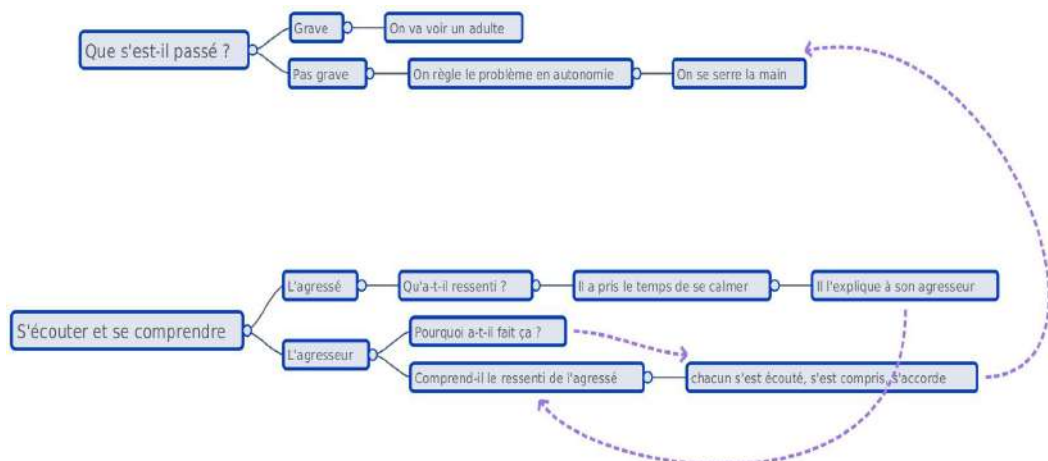 Que s'est-il passé ?
Grave
On va voir un adulte
Pas grave
On règle le problème en autonomie
On se serre la main
S'écouter et se comprendre
L'agressé
Qu'a-t-il ressenti ?
Il a pris le temps de se calmer
Il l'explique à son agresseur
L'agresseur
Pourquoi a-t-il fait ça ?
Comprend-il le ressenti de l'agressé
chacun s'est écouté, s'est compris, s'accorde